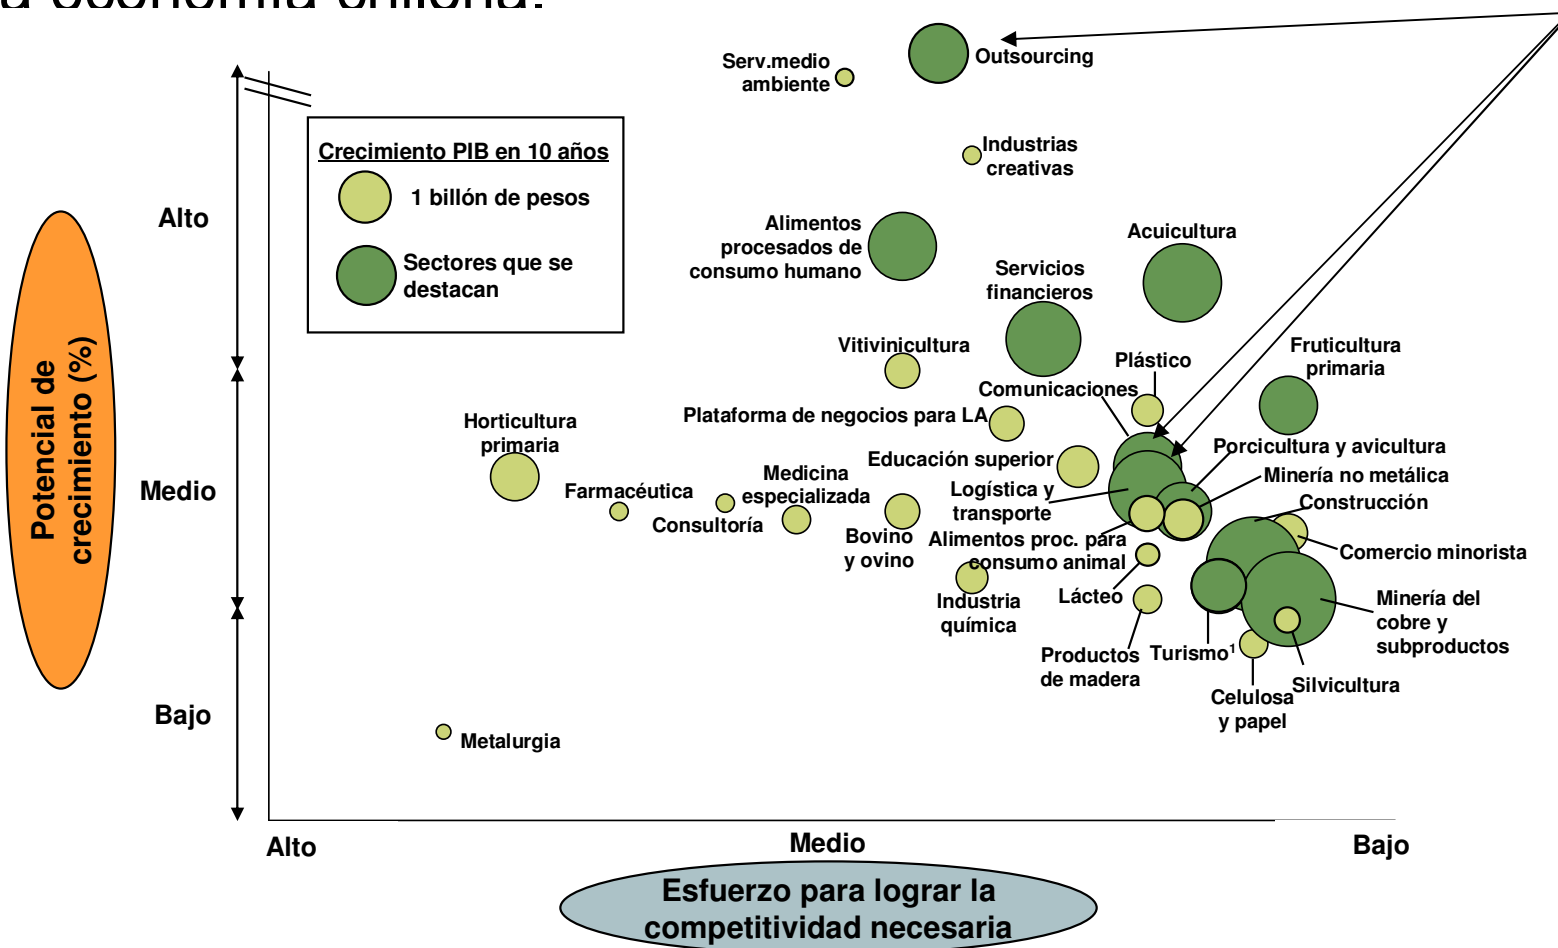 Serv.medio
ambiente
Outsourcing
Crecimiento PIB en 10 años
1 billón de pesos
Sectores que se
destacan
Industrias
creativas
Alto
Alimentos
procesados de
consumo humano
Acuicultura
Servicios
financieros
Vitivinicultura
Plástico
Fruticultura
primaria
Comunicaciones
Plataforma de negocios para LA
Horticultura
primaria
Porcicultura y avicultura
Educación superior
Minería no metálica
Potencial de
crecimiento (%)
Medio
Farmacéutica
Medicina
especializada
Logística y
transporte
Construcción
Consultoría
Bovino
y ovino
Alimentos proc. para
consumo animal
Comercio minorista
Industria
química
Lácteo
Minería del
cobre y
subproductos
Productos
de madera
Turismo¹
Celulosa
y papel
Silvicultura
Bajo
Metalurgia
Alto
Medio
Bajo
Esfuerzo para lograr la
competitividad necesaria